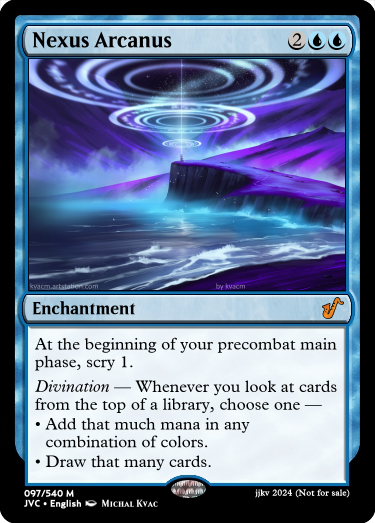 Nexus Arcanus 2
kvacm.artstation.com by kvacm
Enchantment
At the beginning of your precombat main
phase, scry 1.
Divination — Whenever you look at cards
from the top of a library, choose one —
• Add that much mana in any
combination of colors.
• Draw that many cards.
097/540 M jjkv 2024 (Not for sale)
JVC • English Michal Kvac